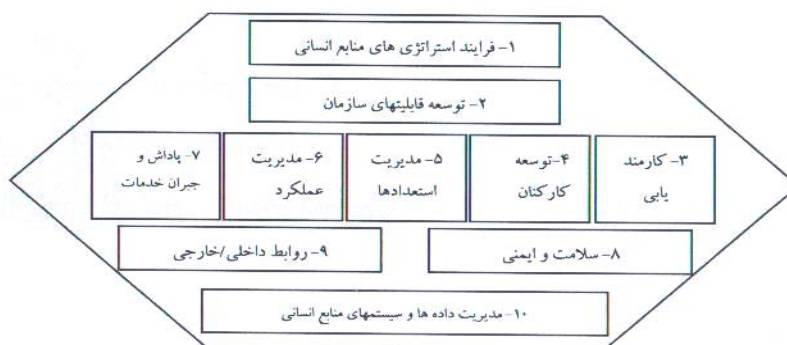 ۱- فرایند استراتژی های منابع انسانی
۲- توسعه قابلیتهای سازمان
۳- کارمند
یابی
۴-توسعه
کارکنان
۵- مدیریت
استعدادها
۶- مدیریت
عملکرد
۷- پاداش و
جبران خدمات
۸- سلامت و ایمنی
۹- روابط داخلی/خارجی
۱۰- مدیریت داده ها و سیستمهای منابع انسانی